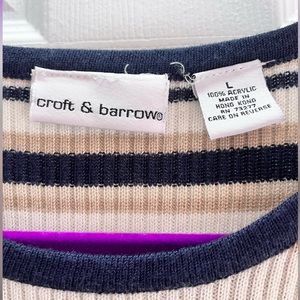 croft & barrow®
L
100% ACRYLIC
MADE IN
HONG KONG
RN 73277
CARE ON REVERSE